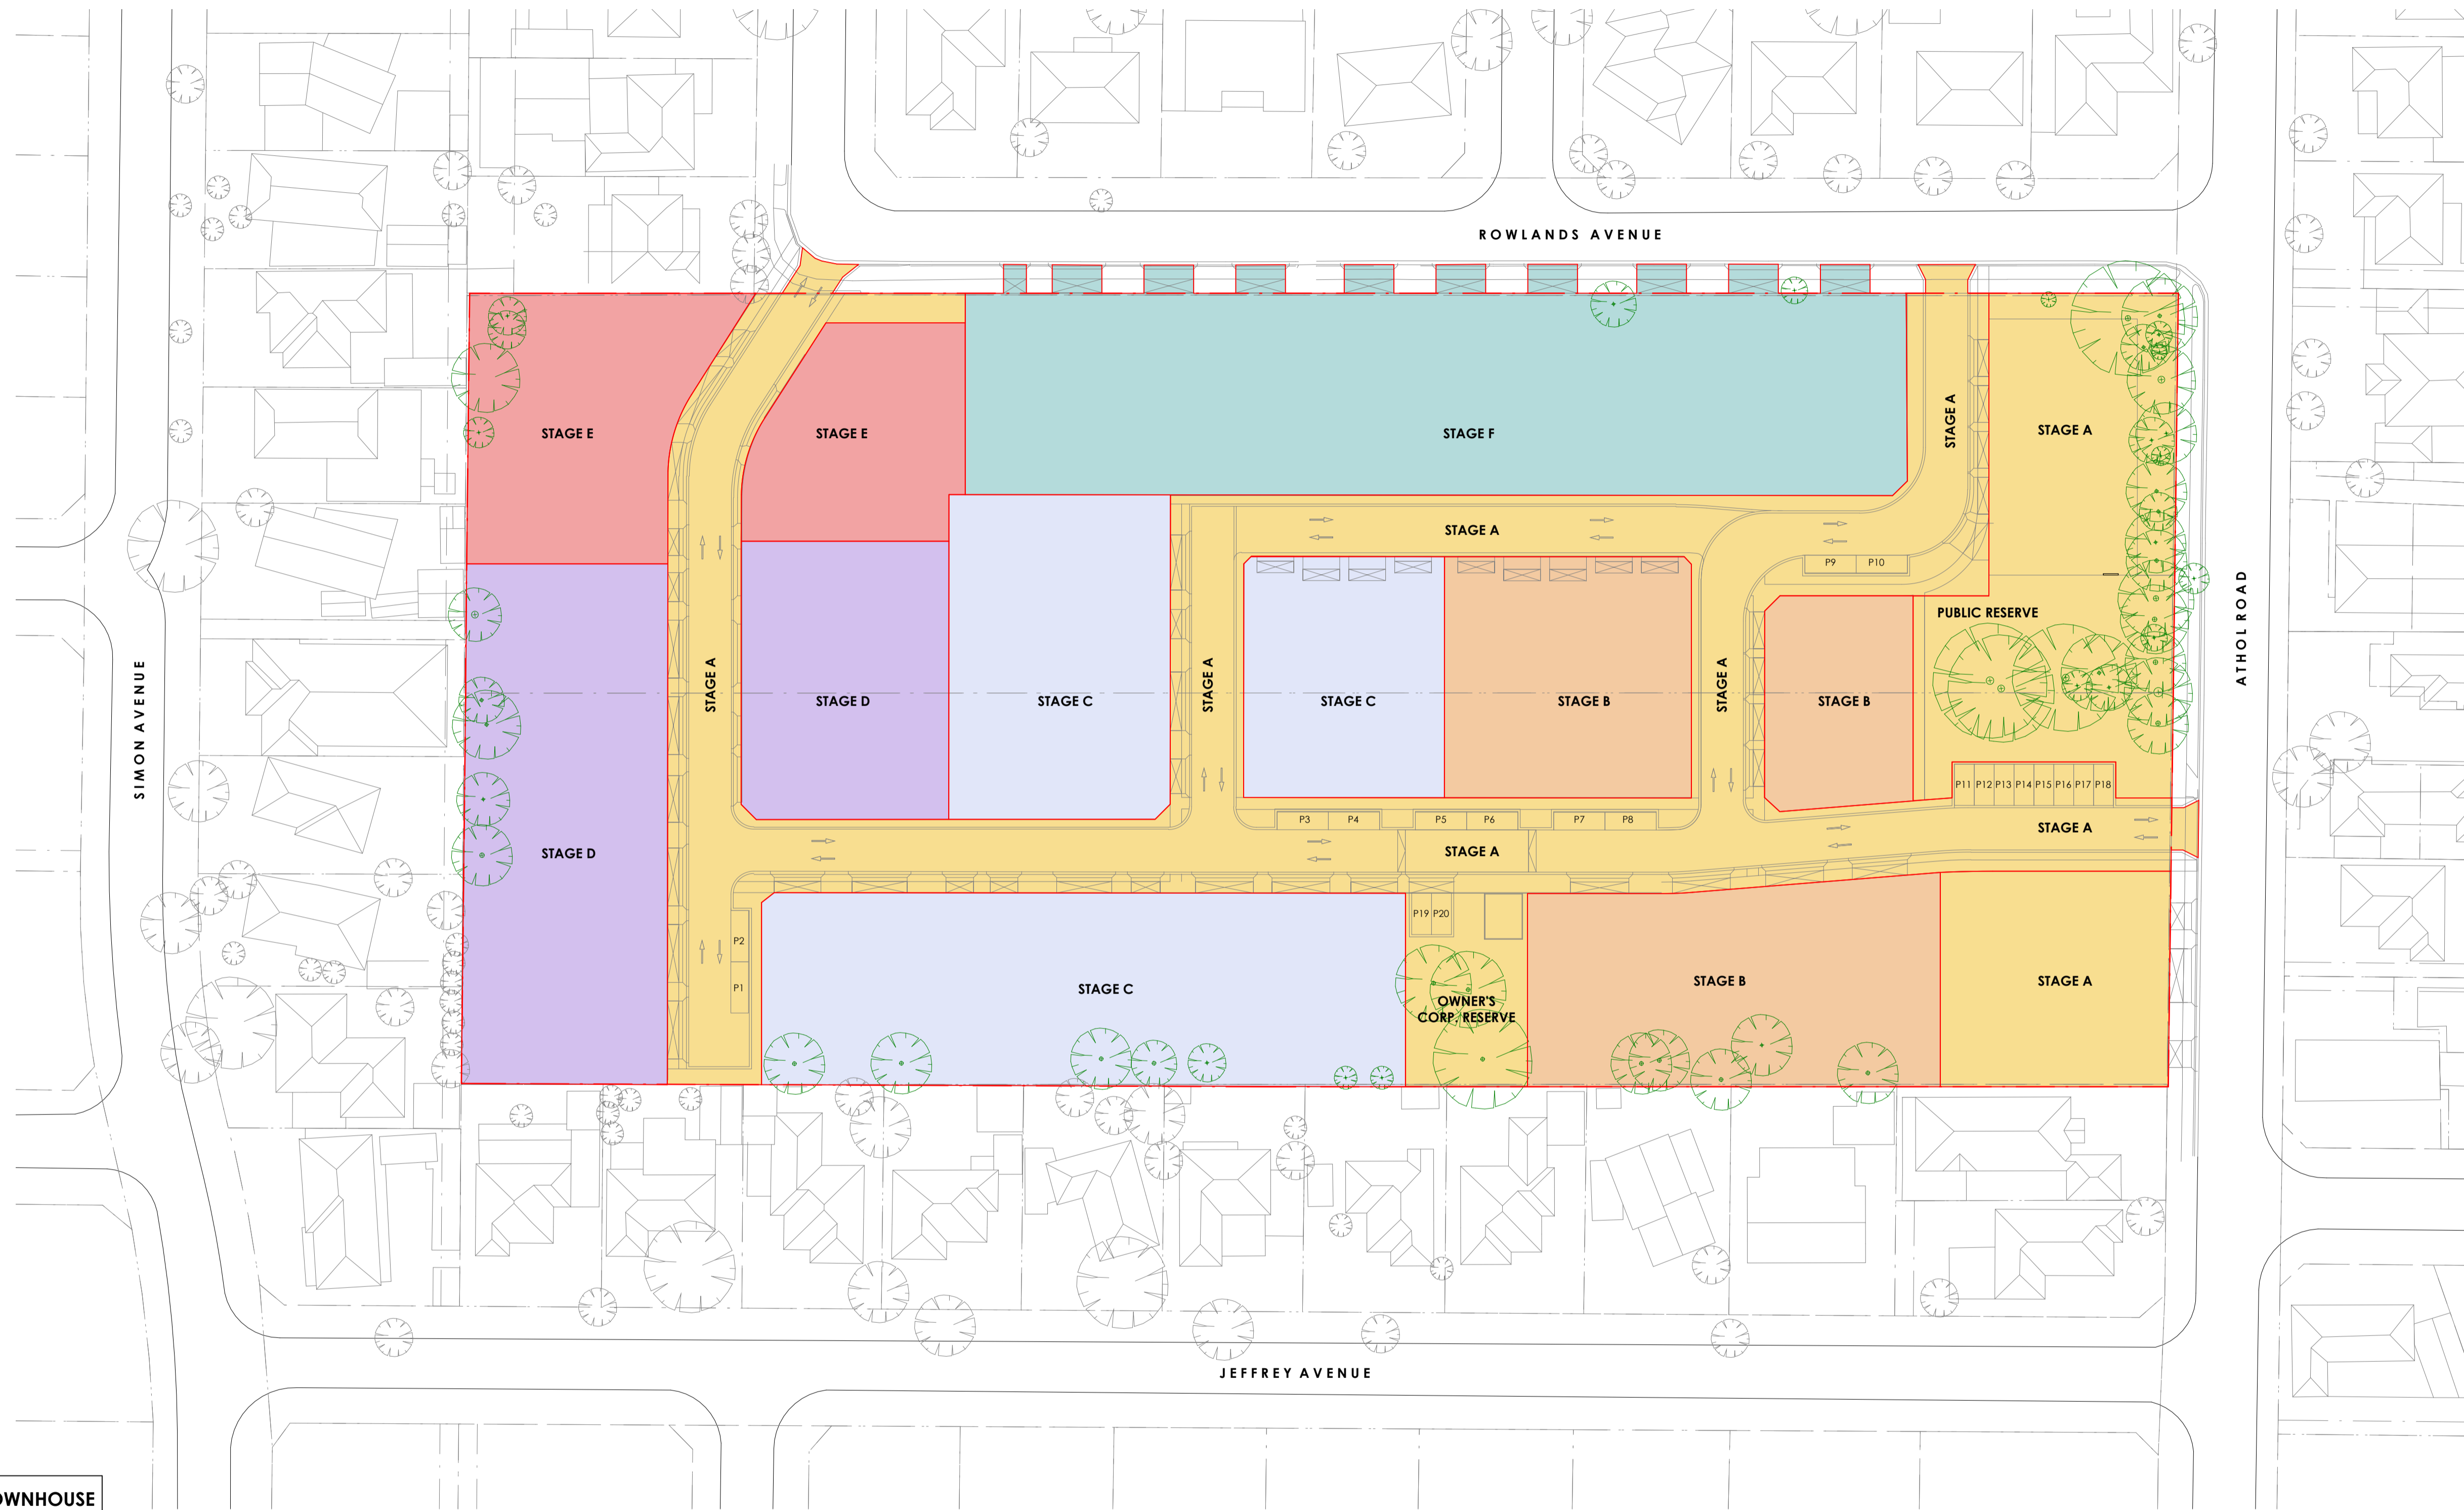 ROWLANDS AVENUE
STAGE E
STAGE E
STAGE F
STAGE A
STAGE A
STAGE A
P9
P10
PUBLIC RESERVE
ATHOL ROAD
SIMON AVENUE
STAGE A
STAGE D
STAGE C
STAGE A
STAGE C
STAGE B
STAGE A
STAGE B
P11 P12 P13 P14 P15 P16 P17 P18
P3
P4
P5
P6
P7
P8
STAGE A
STAGE A
STAGE D
P19 P20
P2
P1
STAGE C
OWNER'S
CORP. RESERVE
STAGE B
STAGE A
JEFFREY AVENUE
OWNHOUSE